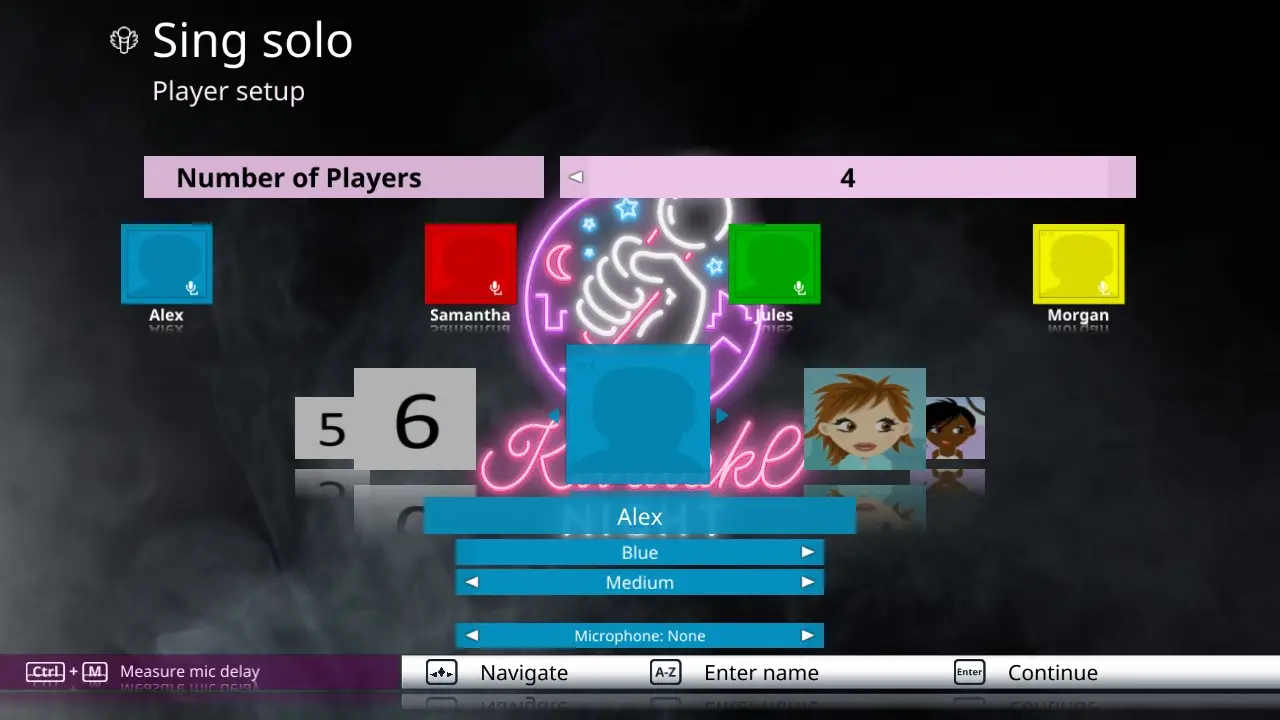 Sing solo
Player setup
Number of Players
4
Alex
Samantha
Jules
Morgan
5
6
Alex
NIGHT
Blue
Medium
Microphone: None
Ctrl + M Measure mic delay
Navigate
A-Z Enter name
Enter Continue